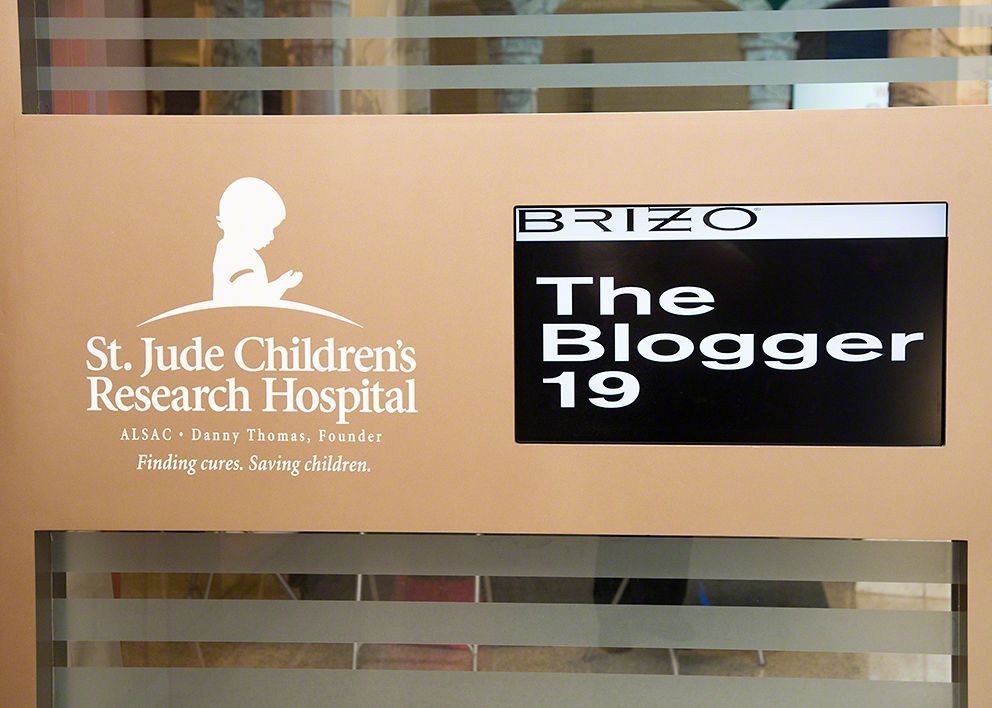 St. Jude Children's
Research Hospital
ALSAC • Danny Thomas, Founder
Finding cures. Saving children.
BRIZO®
The
Blogger
19